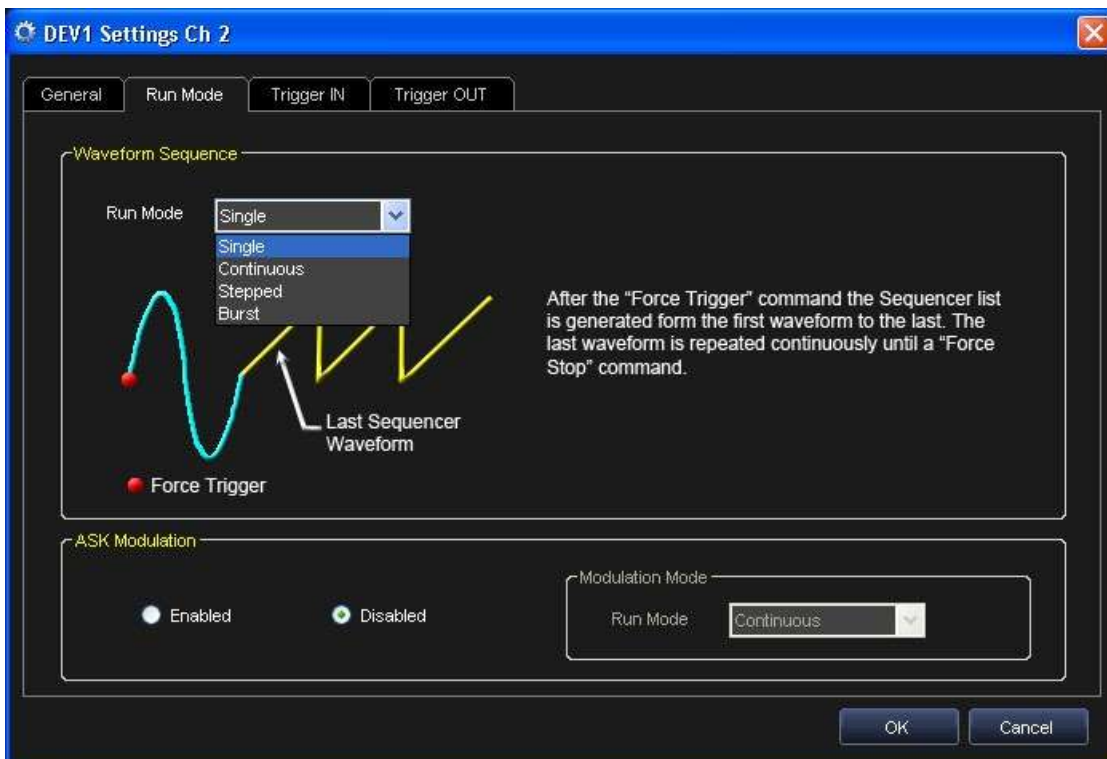 DEV1 Settings Ch 2
General
Run Mode
Trigger IN
Trigger OUT
Waveform Sequence
Run Mode
Single
Single
Continuous
Stepped
Burst
After the “Force Trigger” command the Sequencer list
is generated form the first waveform to the last. The
last waveform is repeated continuously until a “Force
Stop” command.
Last Sequencer
Waveform
Force Trigger
ASK Modulation
Enabled
Disabled
Modulation Mode
Run Mode
Continuous
OK
Cancel